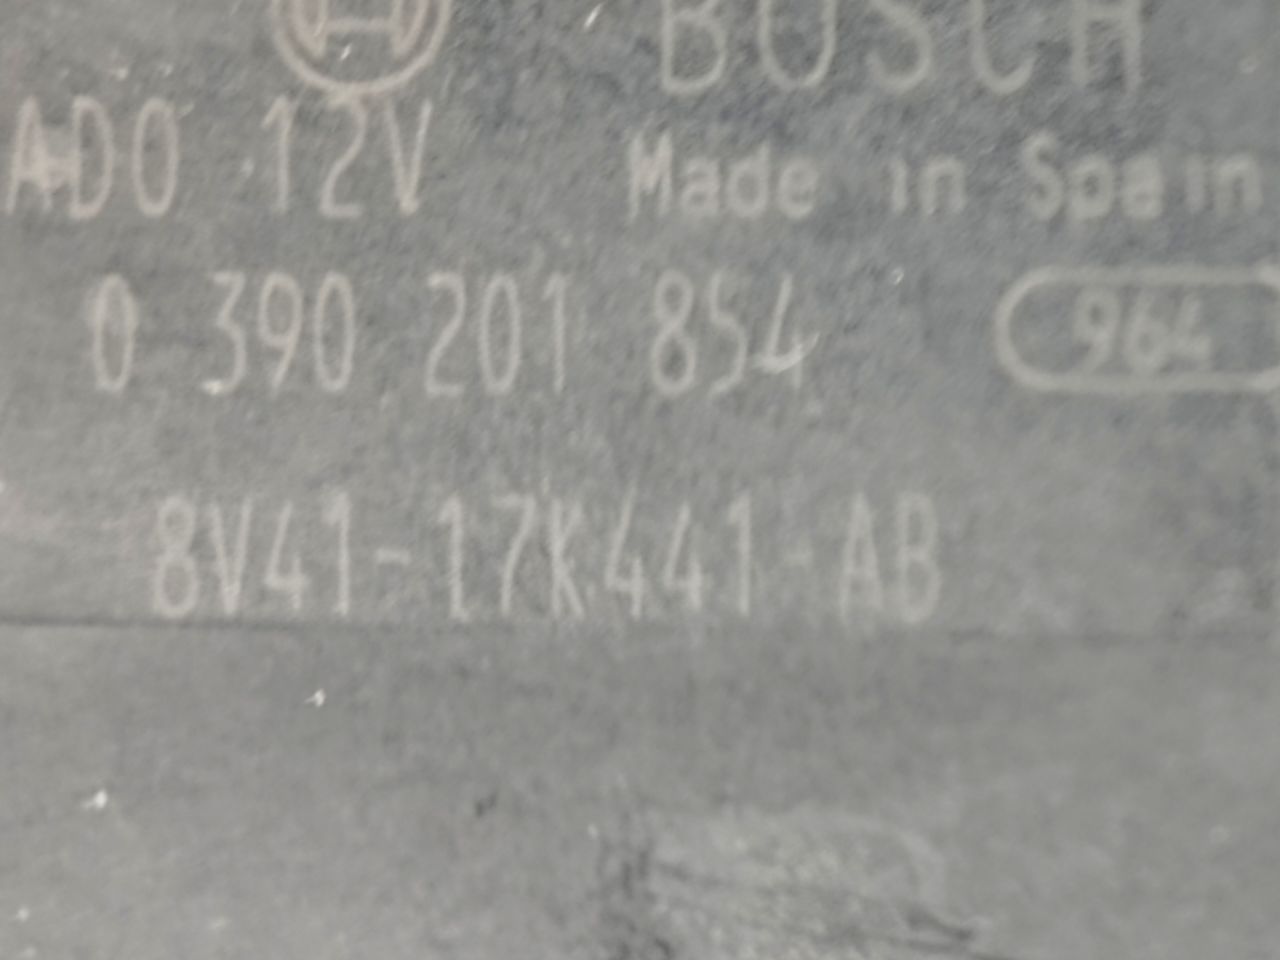 BOSCH
ADO 12V Made in Spain
0 390 201 854 964
8V41-17K441-AB